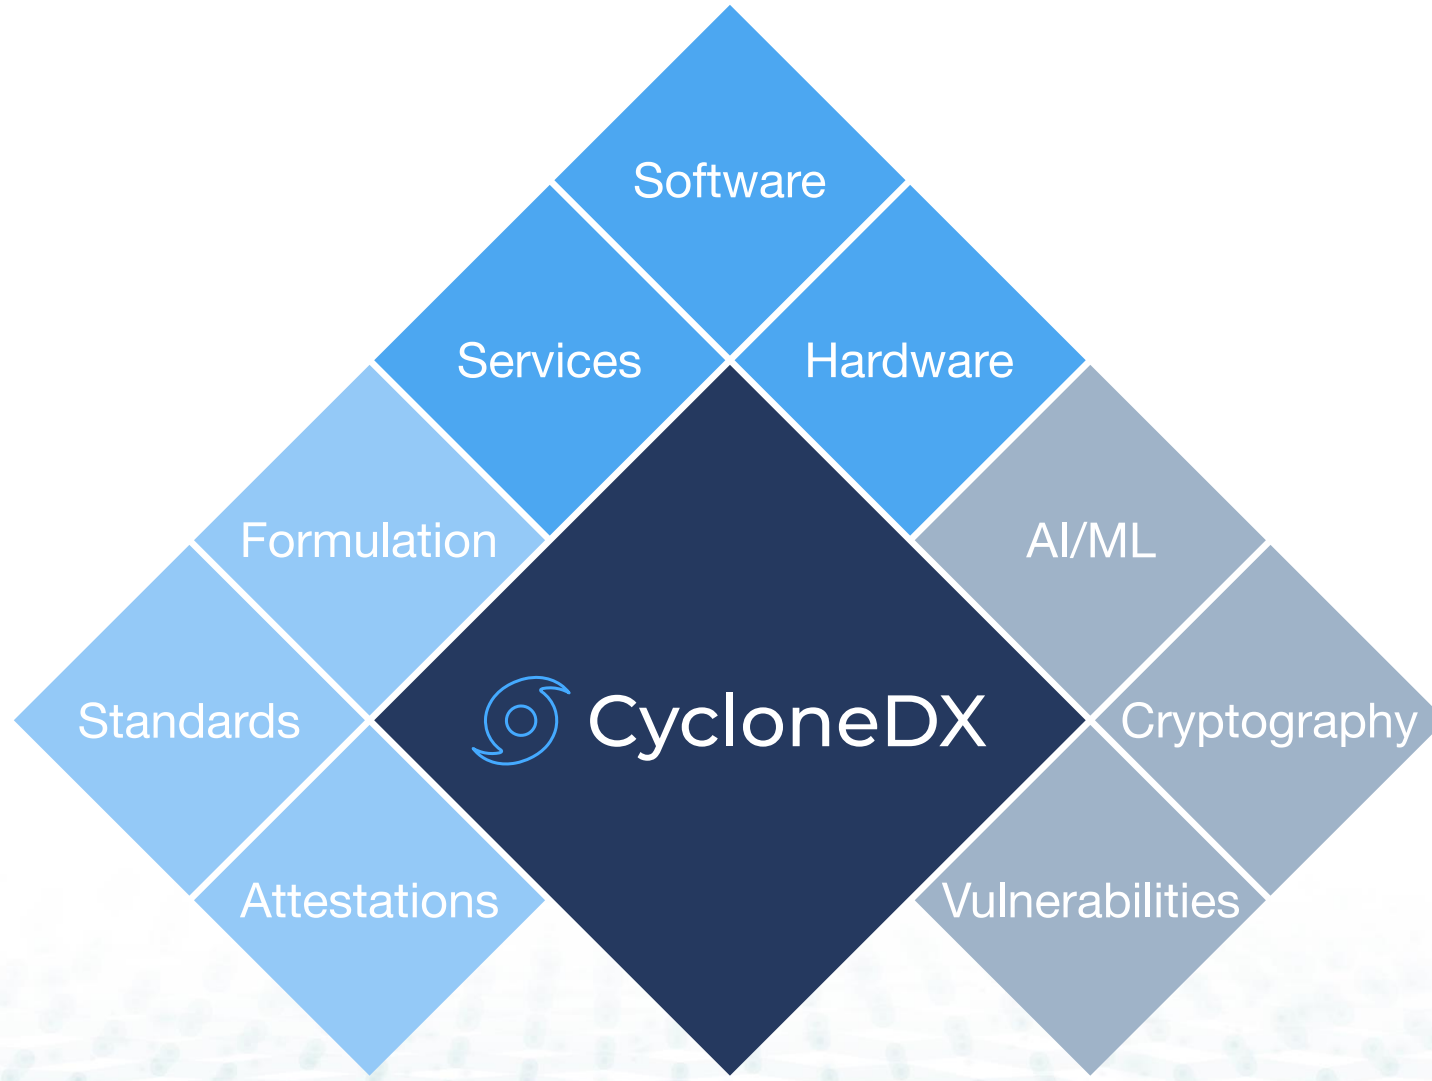 Software
Services
Hardware
Formulation
AI/ML
Standards
CycloneDX
Cryptography
Attestations
Vulnerabilities